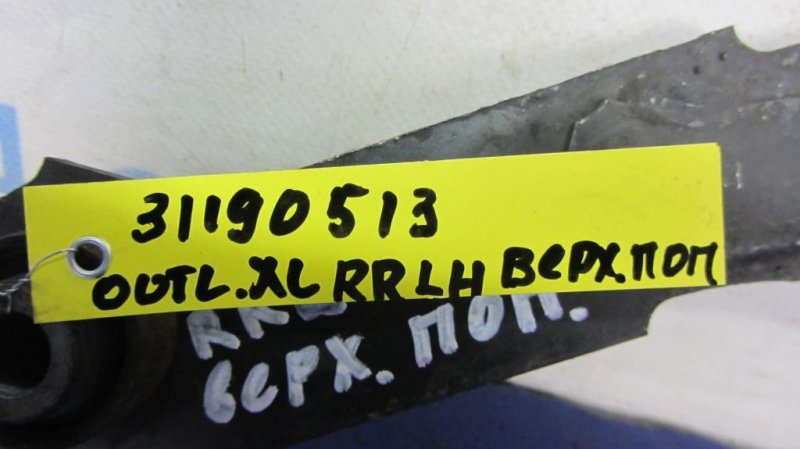 31190513
OUTL.XL RR LH ВЕРХ.ПОП
ВЕРХ. ПОП.